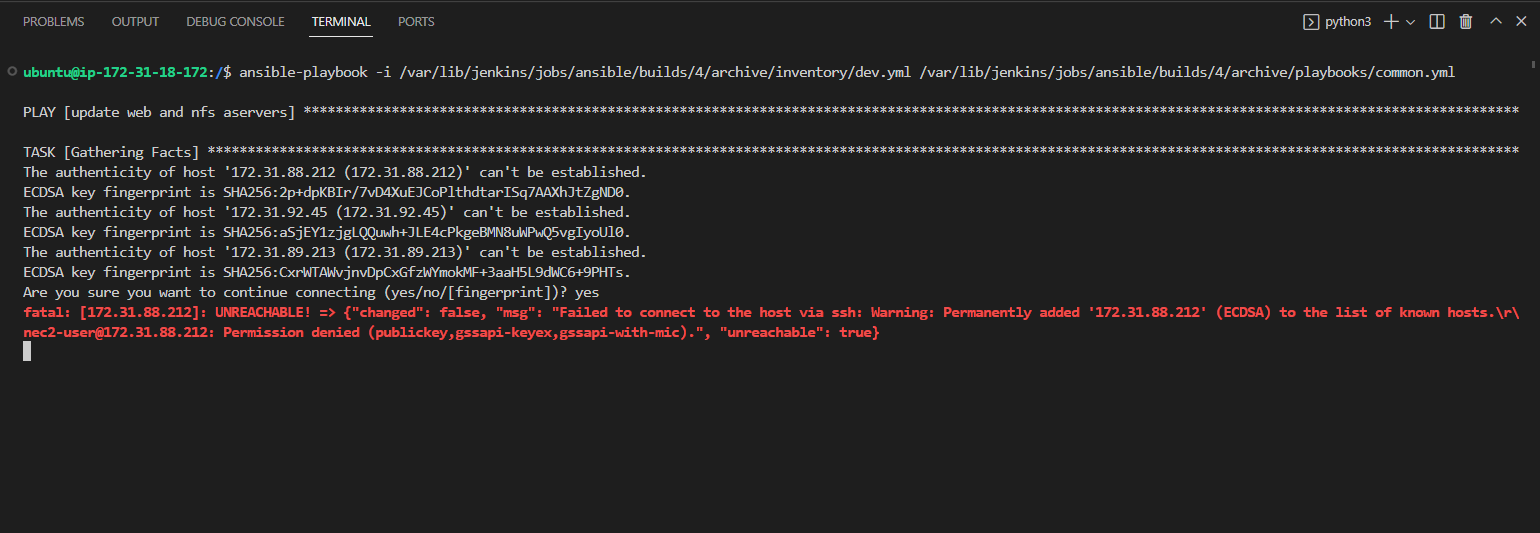 PROBLEMS OUTPUT DEBUG CONSOLE TERMINAL PORTS python3
ubuntu@ip-172-31-18-172:/$ ansible-playbook -i /var/lib/jenkins/jobs/ansible/builds/4/archive/inventory/dev.yml /var/lib/jenkins/jobs/ansible/builds/4/archive/playbooks/common.yml
PLAY [update web and nfs aservers] ********************************************************************************************************************************************************
TASK [Gathering Facts] ********************************************************************************************************************************************************************
The authenticity of host '172.31.88.212 (172.31.88.212)' can't be established.
ECDSA key fingerprint is SHA256:2p+dpKBIr/7vD4XuEJCoPlthdtarISq7AAXhJtZgND0.
The authenticity of host '172.31.92.45 (172.31.92.45)' can't be established.
ECDSA key fingerprint is SHA256:aSjEY1zjgLQQuwh+JLE4cPkgeBMN8uWPwQ5vgIyoUl0.
The authenticity of host '172.31.89.213 (172.31.89.213)' can't be established.
ECDSA key fingerprint is SHA256:CxrWTAWvjnvDpCxGfzWYmokMF+3aaH5L9dWC6+9PHTs.
Are you sure you want to continue connecting (yes/no/[fingerprint])? yes
fatal: [172.31.88.212]: UNREACHABLE! => {"changed": false, "msg": "Failed to connect to the host via ssh: Warning: Permanently added '172.31.88.212' (ECDSA) to the list of known hosts.\r\
nec2-user@172.31.88.212: Permission denied (publickey,gssapi-keyex,gssapi-with-mic).", "unreachable": true}